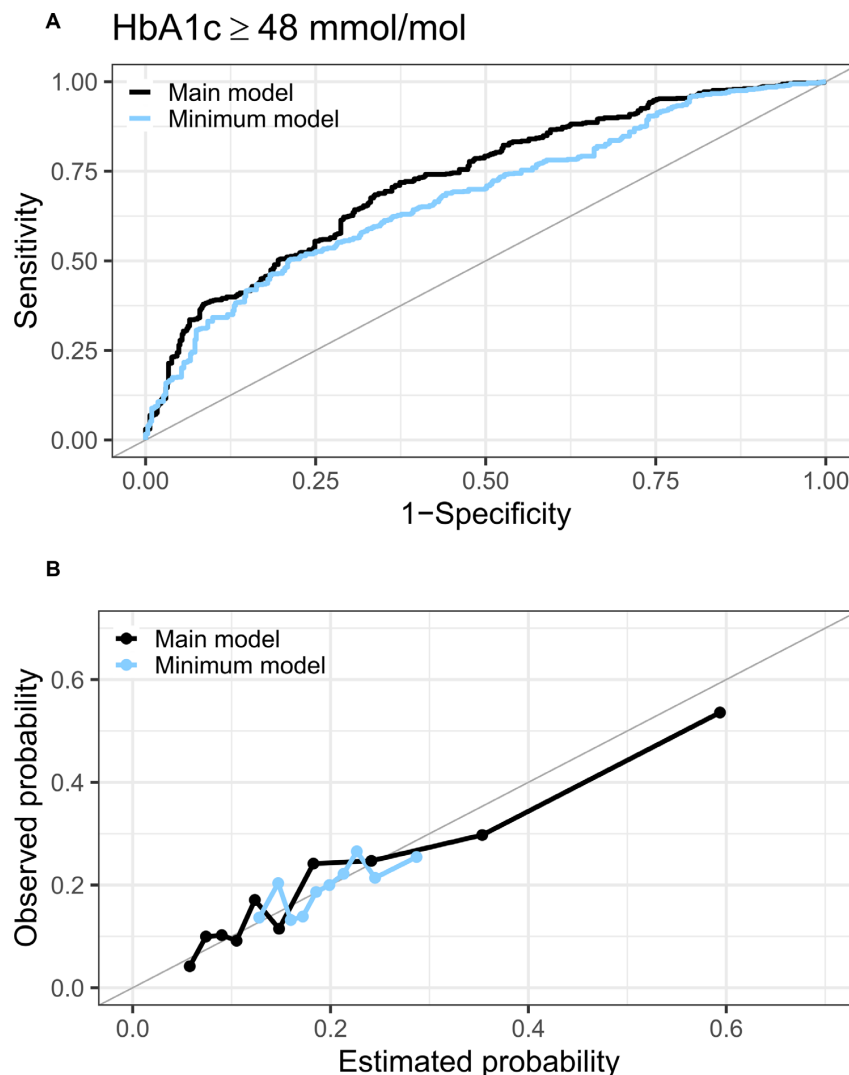 A
HbA1c ≥ 48 mmol/mol
Main model
Minimum model
1.00
0.75
0.50
0.25
0.00
Sensitivity
0.00 0.25 0.50 0.75 1.00
1−Specificity
B
Main model
Minimum model
0.6
0.4
0.2
0.0
Observed probability
0.0 0.2 0.4 0.6
Estimated probability